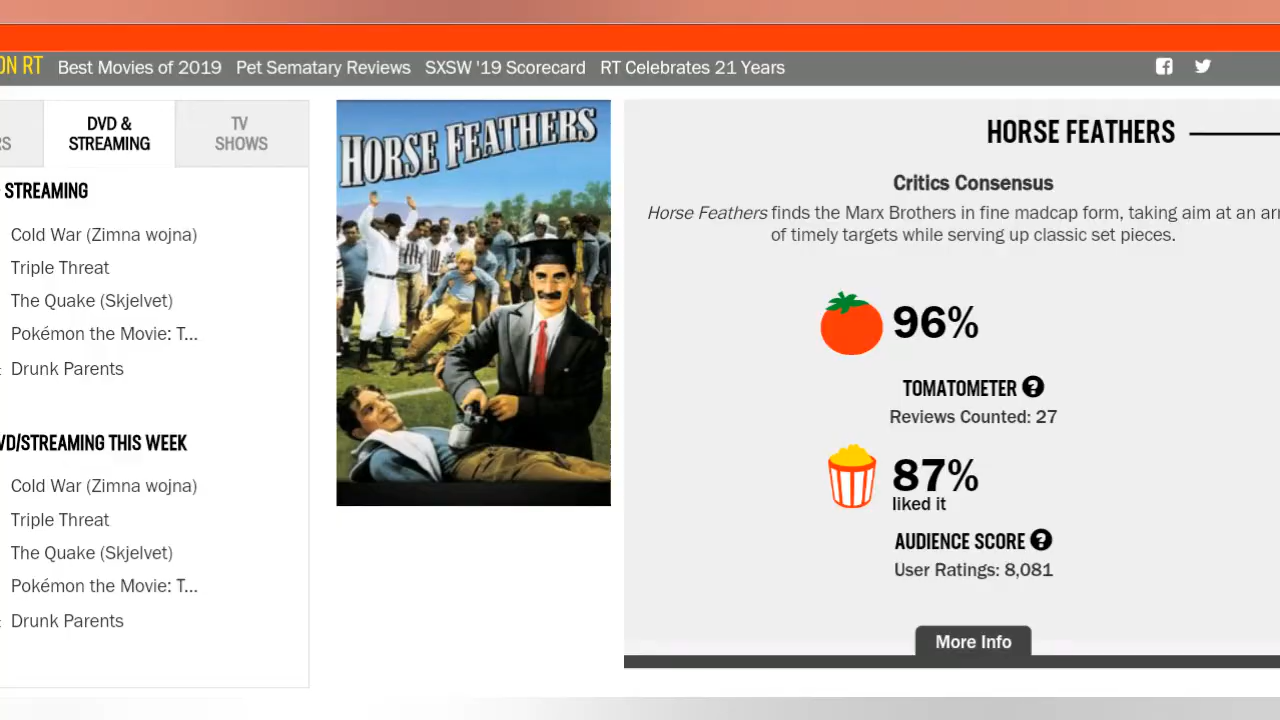 ON RT Best Movies of 2019 Pet Sematary Reviews SXSW '19 Scorecard RT Celebrates 21 Years
RS
DVD &
STREAMING
TV
SHOWS
STREAMING
Cold War (Zimna wojna)
Triple Threat
The Quake (Skjelvet)
Pokémon the Movie: T...
Drunk Parents
VD/STREAMING THIS WEEK
Cold War (Zimna wojna)
Triple Threat
The Quake (Skjelvet)
Pokémon the Movie: T...
Drunk Parents
HORSE FEATHERS
HORSE FEATHERS
Critics Consensus
Horse Feathers finds the Marx Brothers in fine madcap form, taking aim at an arr
of timely targets while serving up classic set pieces.
96%
TOMATOMETER ?
Reviews Counted: 27
87%
liked it
AUDIENCE SCORE ?
User Ratings: 8,081
More Info